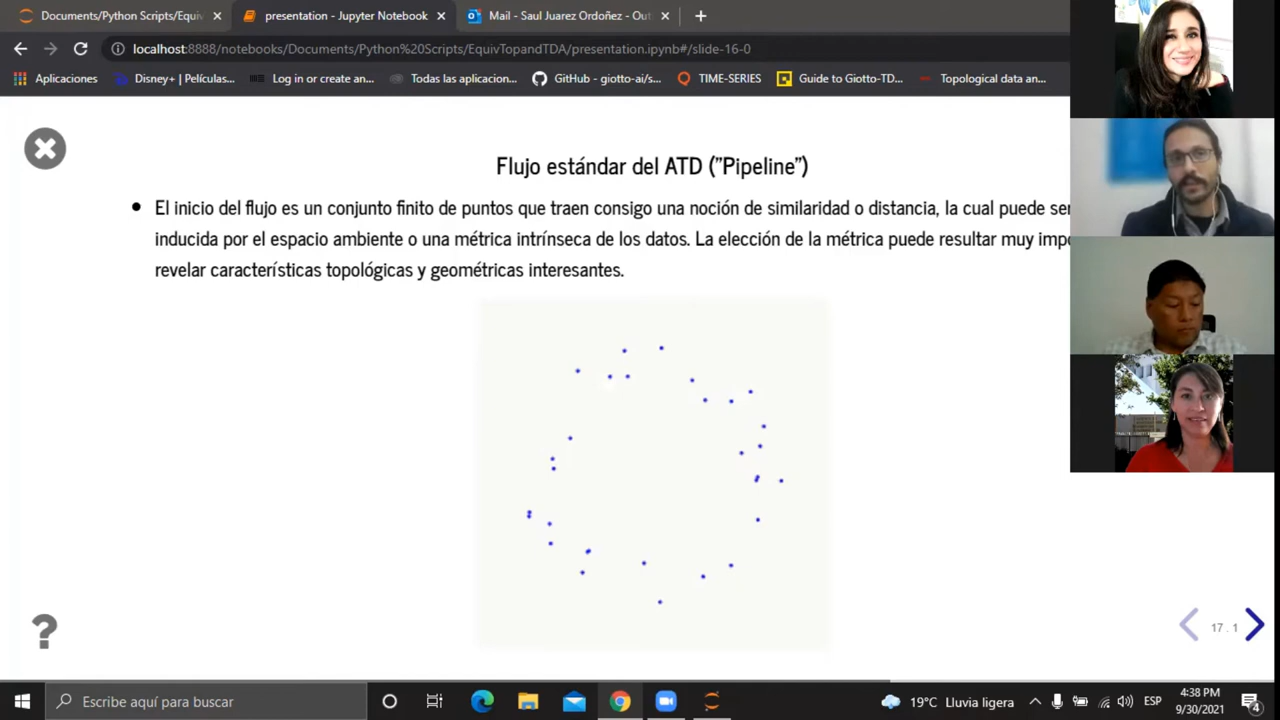 Documents/Python Scripts/Equiv
presentation - Jupyter Notebook
Mail - Saul Juarez Ordoñez - Out
localhost:8888/notebooks/Documents/Python%20Scripts/EquivTopandTDA/presentation.ipynb#/slide-16-0
Aplicaciones
Disney+ | Películas...
Log in or create an...
Todas las aplicacion...
GitHub - giotto-ai/s...
TIME-SERIES
Guide to Giotto-TD...
Topological data an...
Flujo estándar del ATD ("Pipeline")
El inicio del flujo es un conjunto finito de puntos que traen consigo una noción de similaridad o distancia, la cual puede ser
inducida por el espacio ambiente o una métrica intrínseca de los datos. La elección de la métrica puede resultar muy impo
revelar características topológicas y geométricas interesantes.
?
17 . 1
Escribe aquí para buscar
19°C Lluvia ligera
ESP
4:38 PM
9/30/2021
4